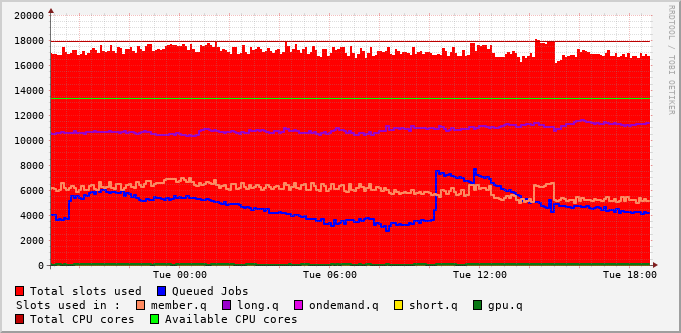 20000
18000
16000
14000
12000
10000
8000
6000
4000
2000
0
Tue 00:00 Tue 06:00 Tue 12:00 Tue 18:00
Total slots used Queued Jobs
Slots used in : member.q long.q ondemand.q short.q gpu.q
Total CPU cores Available CPU cores
RRDTOOL / TOBI OETIKER